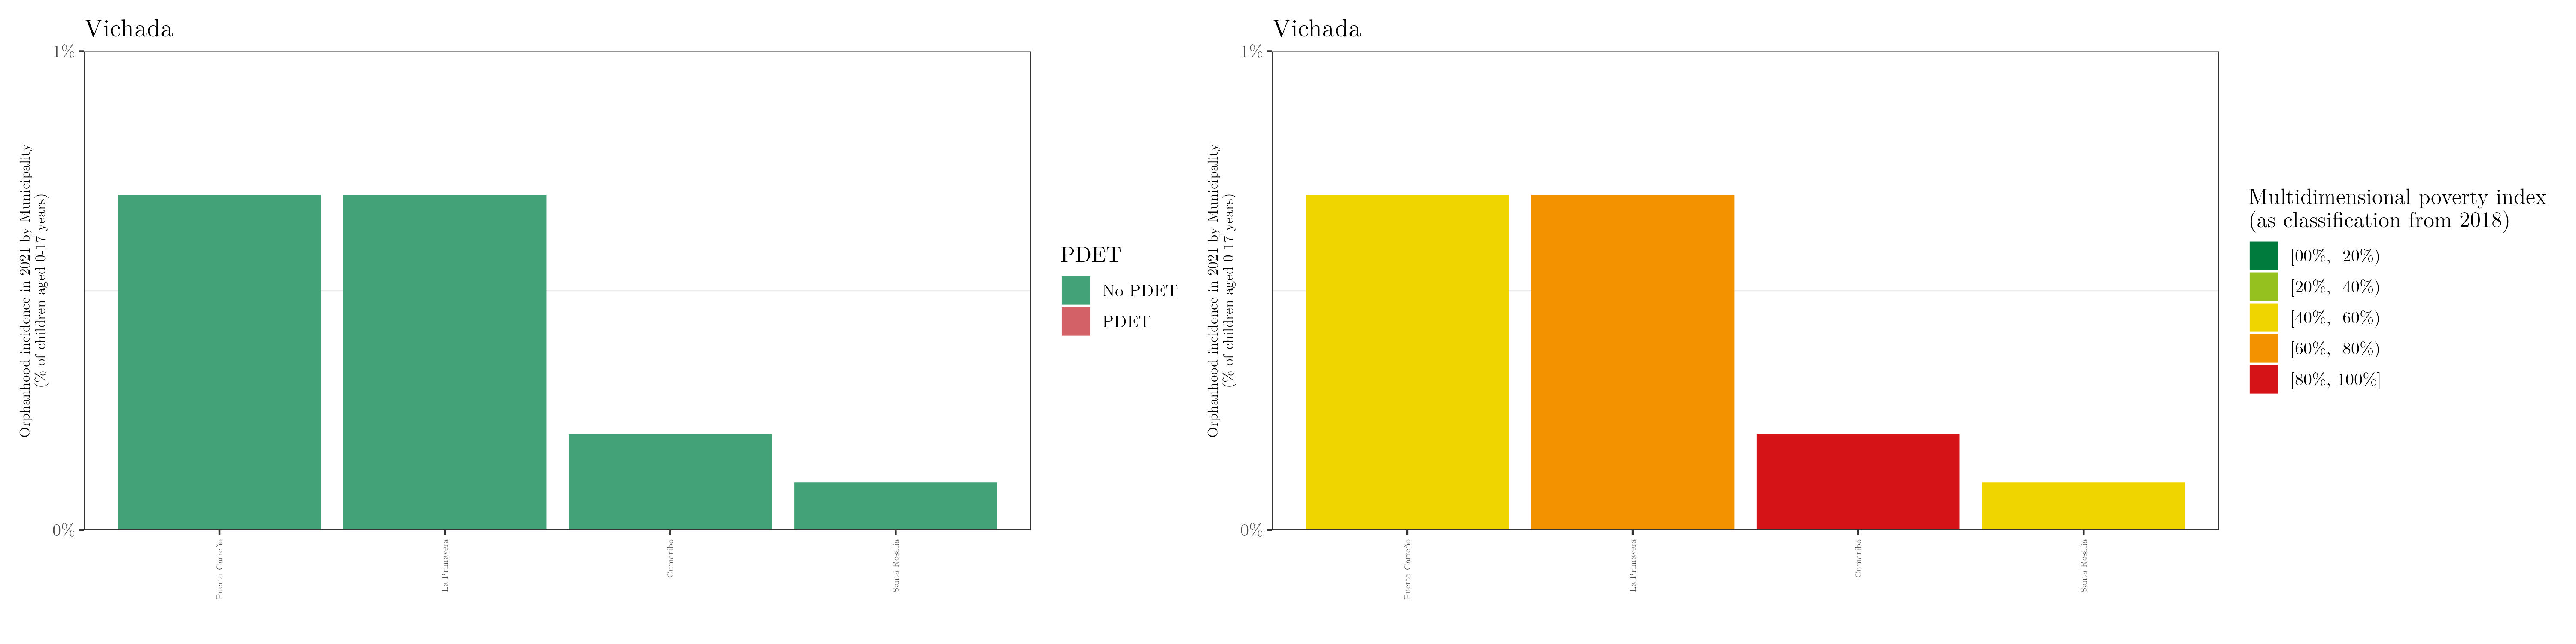 Vichada
1%
0%
Orphanhood incidence in 2021 by Municipality
(% of children aged 0-17 years)
Puerto Carreño
La Primavera
Cumaribo
Santa Rosalía
PDET
No PDET
PDET
Vichada
1%
0%
Orphanhood incidence in 2021 by Municipality
(% of children aged 0-17 years)
Puerto Carreño
La Primavera
Cumaribo
Santa Rosalía
Multidimensional poverty index
(as classification from 2018)
[00%, 20%)
[20%, 40%)
[40%, 60%)
[60%, 80%)
[80%, 100%]